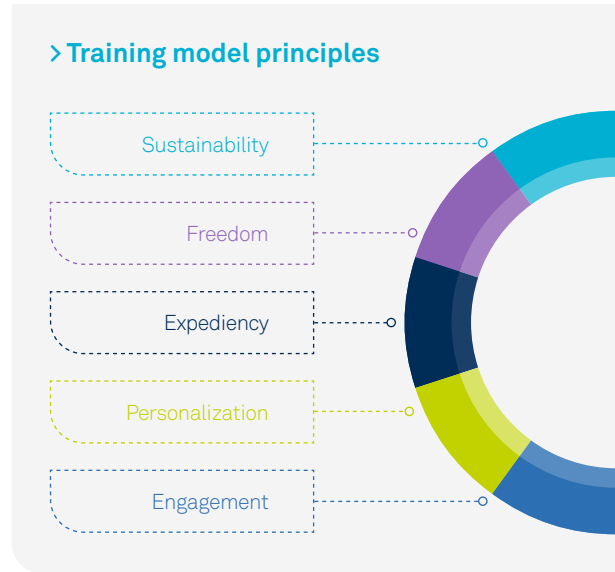 > Training model principles
Sustainability
Freedom
Expediency
Personalization
Engagement